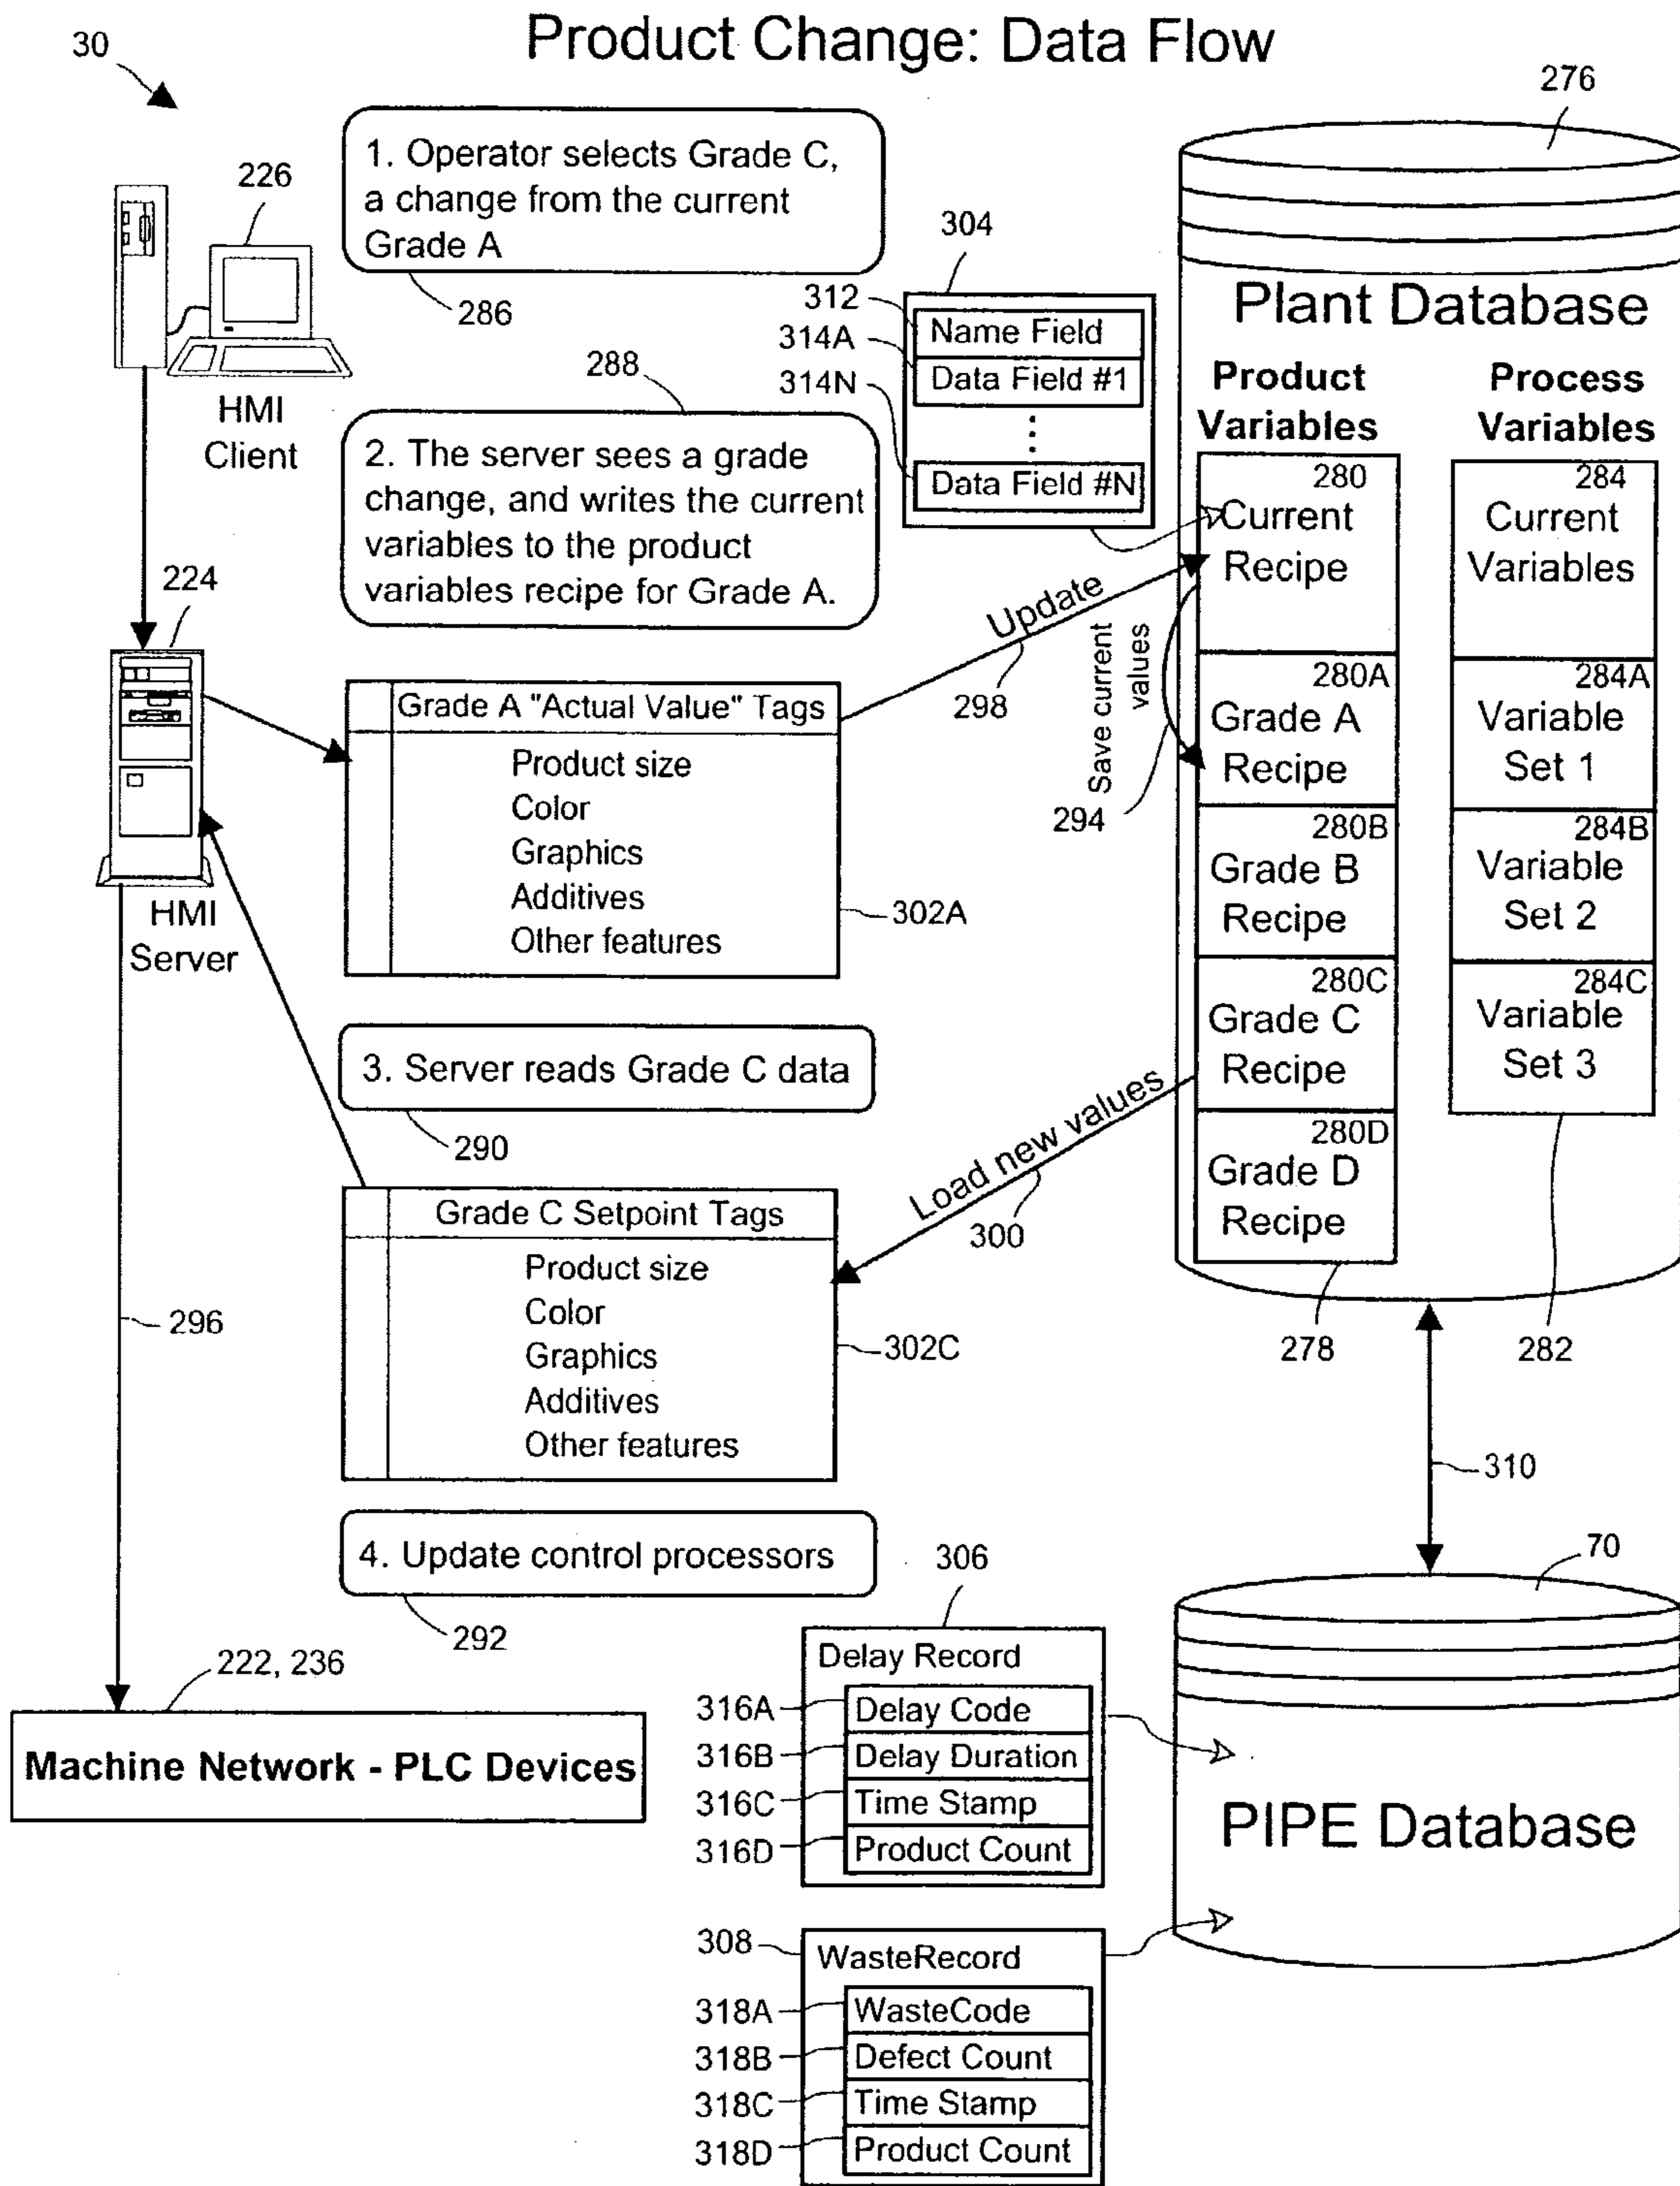 Product Change: Data Flow
30
276
226
1. Operator selects Grade C,
a change from the current
Grade A
286
HMI
Client
288
2. The server sees a grade
change, and writes the current
variables to the product
variables recipe for Grade A.
304
312
314A
314N
Name Field
Data Field #1
⋮
Data Field #N
Plant Database
Product
Variables
Process
Variables
280
Current
Recipe
284
Current
Variables
280A
Grade A
Recipe
284A
Variable
Set 1
280B
Grade B
Recipe
284B
Variable
Set 2
280C
Grade C
Recipe
284C
Variable
Set 3
280D
Grade D
Recipe
278
282
Update
298
Save current
values
294
224
HMI
Server
Grade A "Actual Value" Tags
Product size
Color
Graphics
Additives
Other features
302A
3. Server reads Grade C data
290
Load new values
300
Grade C Setpoint Tags
Product size
Color
Graphics
Additives
Other features
302C
296
310
4. Update control processors
292
222, 236
Machine Network - PLC Devices
306
Delay Record
316A
Delay Code
316B
Delay Duration
316C
Time Stamp
316D
Product Count
70
PIPE Database
308
WasteRecord
318A
WasteCode
318B
Defect Count
318C
Time Stamp
318D
Product Count